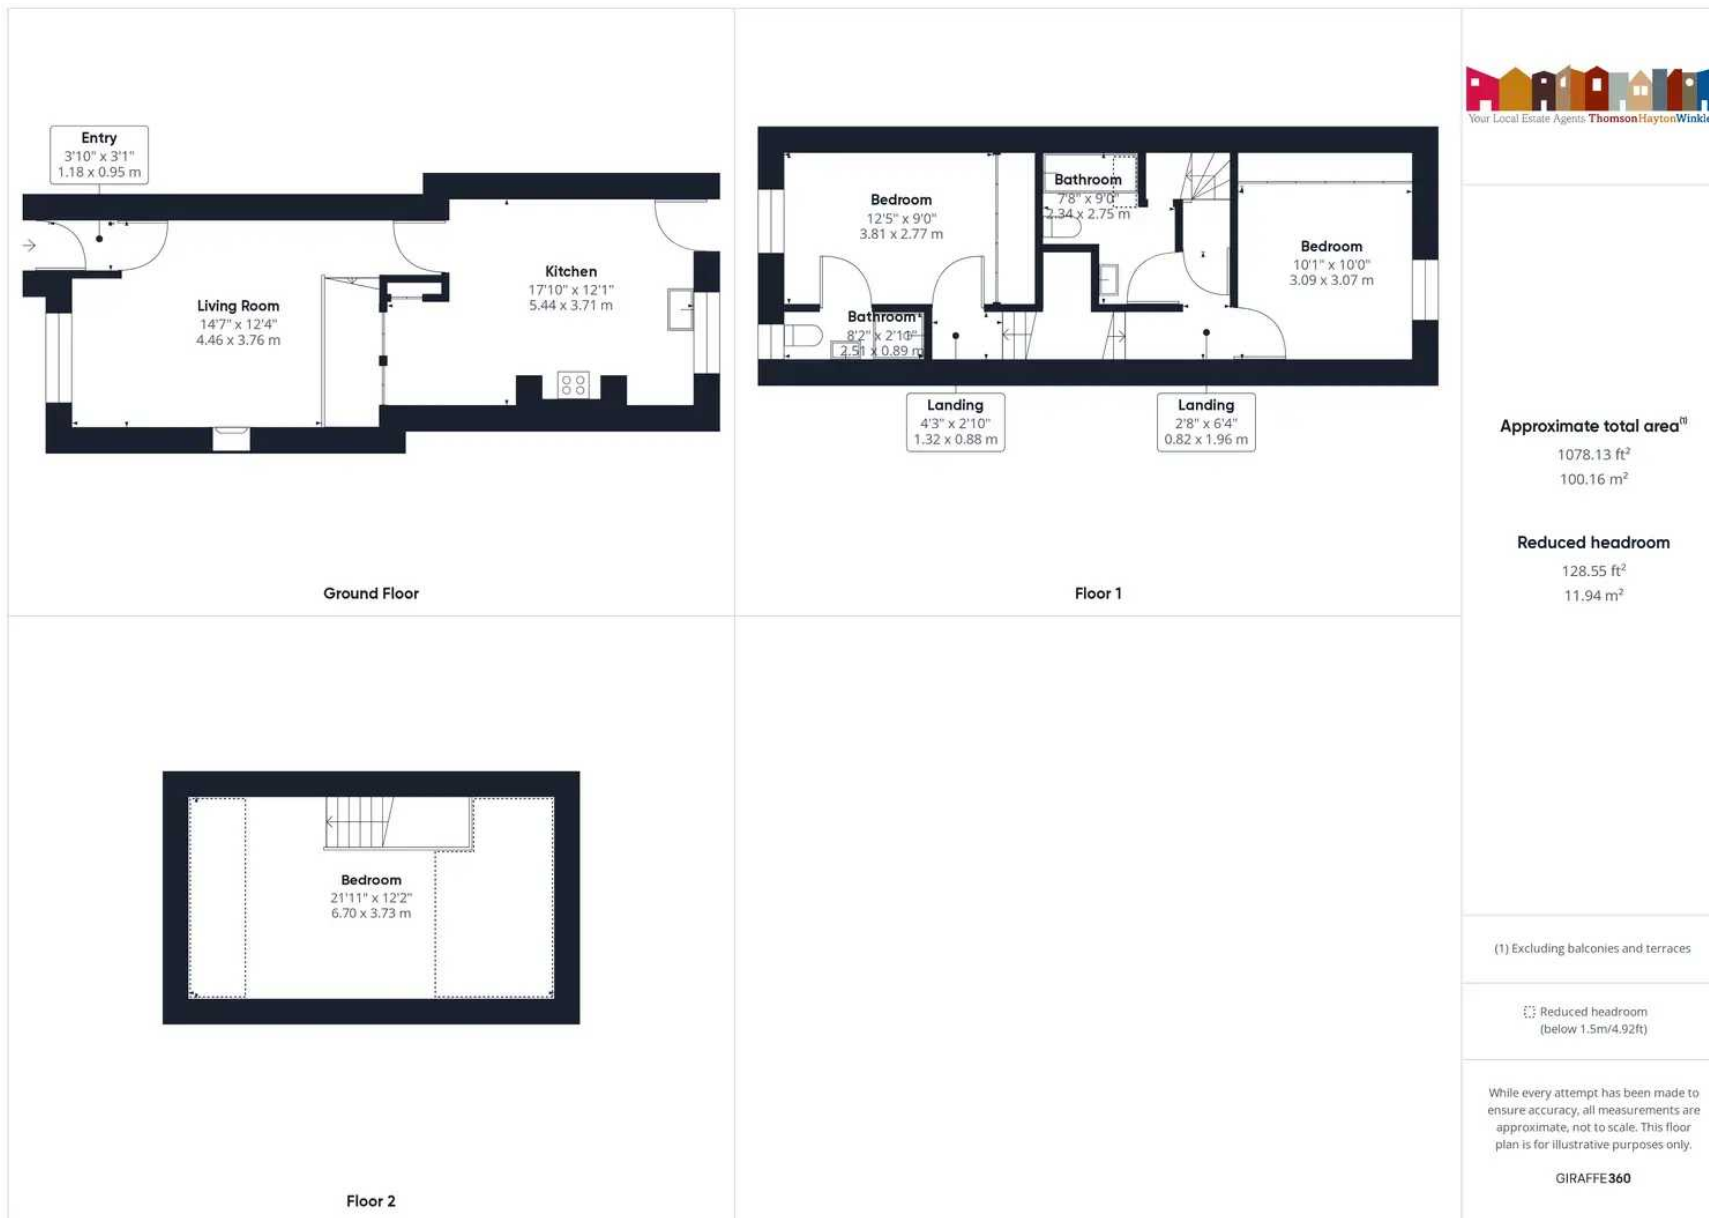 Entry
3'10" x 3'1"
1.18 x 0.95 m
Living Room
14'7" x 12'4"
4.46 x 3.76 m
Kitchen
17'10" x 12'1"
5.44 x 3.71 m
Ground Floor
Bedroom
12'5" x 9'0"
3.81 x 2.77 m
Bathroom
7'8" x 9'0"
2.34 x 2.75 m
Bedroom
10'1" x 10'0"
3.09 x 3.07 m
Bathroom
8'2" x 2'11"
2.51 x 0.89 m
Landing
4'3" x 2'10"
1.32 x 0.88 m
Landing
2'8" x 6'4"
0.82 x 1.96 m
Floor 1
Bedroom
21'11" x 12'2"
6.70 x 3.73 m
Floor 2
Your Local Estate Agents ThomsonHaytonWinkle
Approximate total area(1)
1078.13 ft²
100.16 m²
Reduced headroom
128.55 ft²
11.94 m²
(1) Excluding balconies and terraces
Reduced headroom
(below 1.5m/4.92ft)
While every attempt has been made to
ensure accuracy, all measurements are
approximate, not to scale. This floor
plan is for illustrative purposes only.
GIRAFFE360